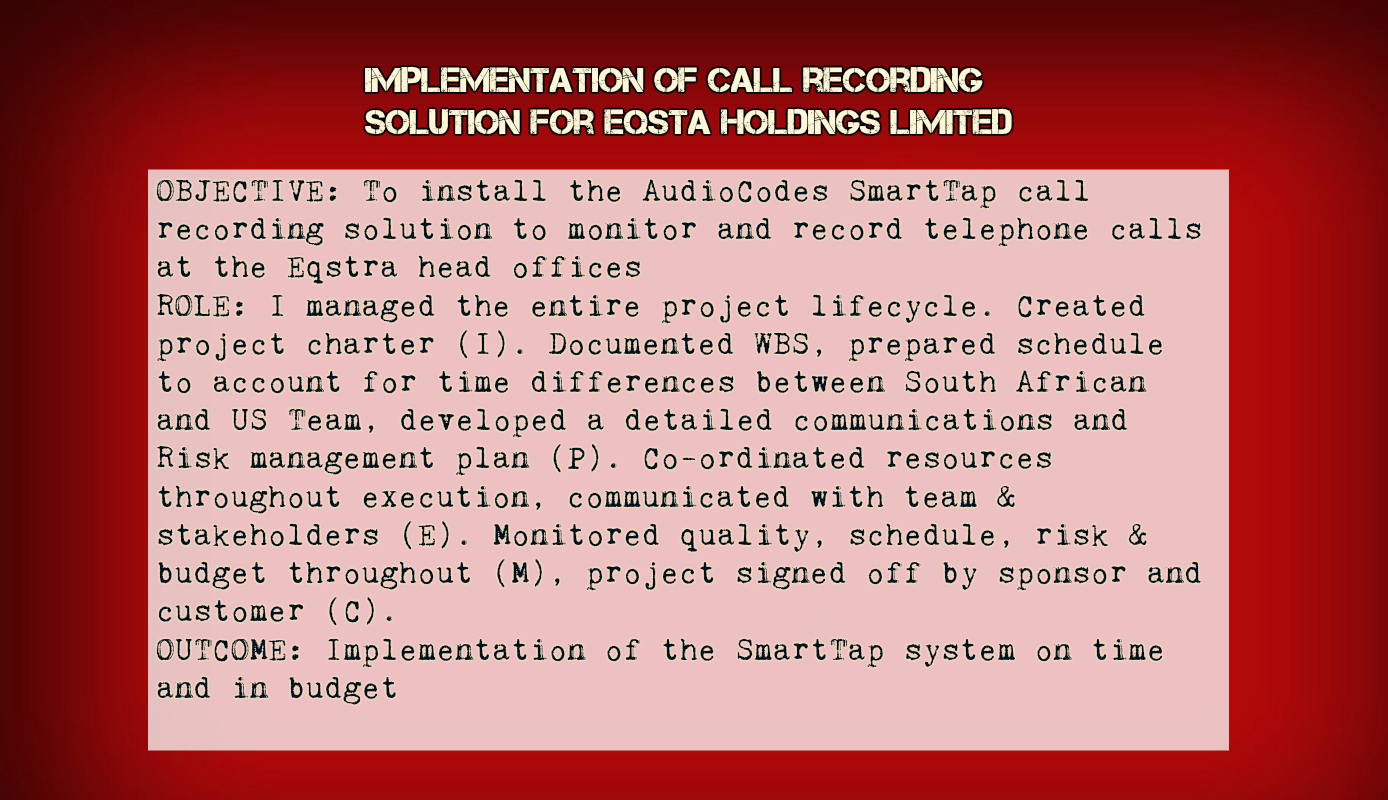 IMPLEMENTATION OF CALL RECORDING
SOLUTION FOR EQSTA HOLDINGS LIMITED
OBJECTIVE: To install the AudioCodes SmartTap call
recording solution to monitor and record telephone calls
at the Eqstra head offices
ROLE: I managed the entire project lifecycle. Created
project charter (I). Documented WBS, prepared schedule
to account for time differences between South African
and US Team, developed a detailed communications and
Risk management plan (P). Co-ordinated resources
throughout execution, communicated with team &
stakeholders (E). Monitored quality, schedule, risk &
budget throughout (M), project signed off by sponsor and
customer (C).
OUTCOME: Implementation of the SmartTap system on time
and in budget